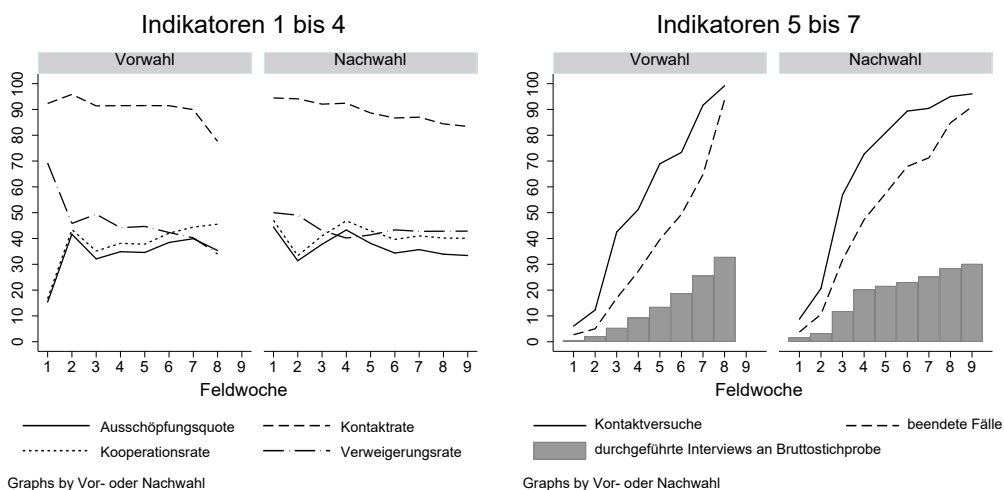 Indikatoren 1 bis 4
Vorwahl Nachwahl
100
90
80
70
60
50
40
30
20
10
0
1 2 3 4 5 6 7 8 9 1 2 3 4 5 6 7 8 9
Feldwoche
Ausschöpfungsquote Kontaktrate
Kooperationsrate Verweigerungsrate
Graphs by Vor- oder Nachwahl
Indikatoren 5 bis 7
Vorwahl Nachwahl
100
90
80
70
60
50
40
30
20
10
0
1 2 3 4 5 6 7 8 9 1 2 3 4 5 6 7 8 9
Feldwoche
Kontaktversuche beendete Fälle
durchgeführte Interviews an Bruttostichprobe
Graphs by Vor- oder Nachwahl